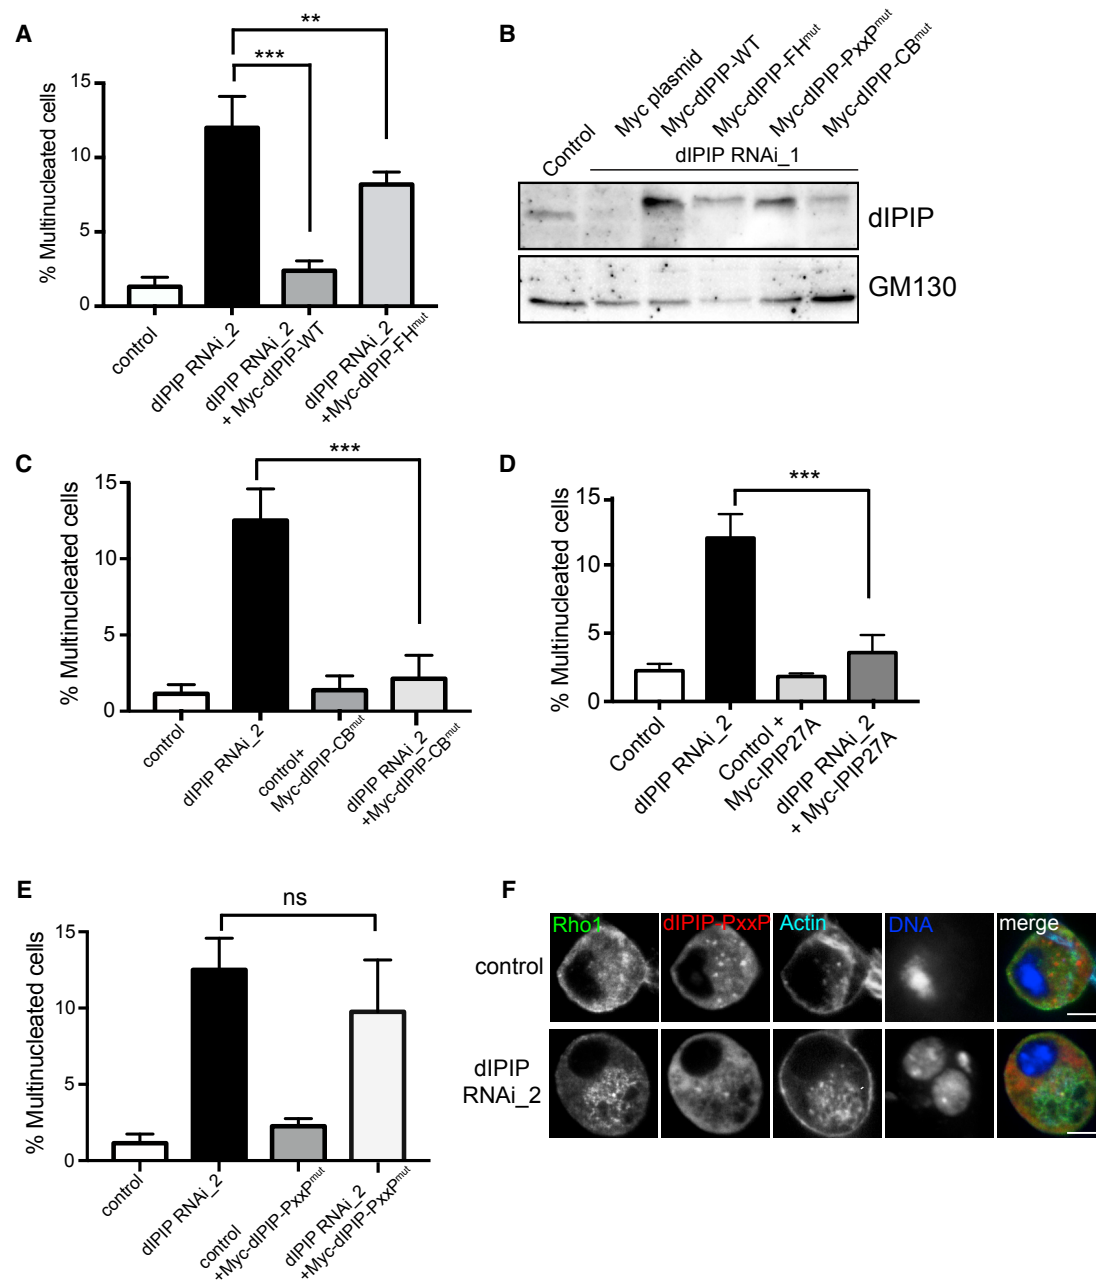 A
**
***
% Multinucleated cells
15
10
5
0
control
dIPIP RNAi_2
dIPIP RNAi_2
+ Myc-dIPIP-WT
dIPIP RNAi_2
+Myc-dIPIP-FHmut
B
Control
Myc plasmid
Myc-dIPIP-WT
Myc-dIPIP-FHmut
Myc-dIPIP-PxxPmut
Myc-dIPIP-CBmut
dIPIP RNAi_1
dIPIP
GM130
C
***
% Multinucleated cells
15
10
5
0
control
dIPIP RNAi_2
control+
Myc-dIPIP-CBmut
dIPIP RNAi_2
+Myc-dIPIP-CBmut
D
***
% Multinucleated cells
15
10
5
0
Control
dIPIP RNAi_2
Control +
Myc-IPIP27A
dIPIP RNAi_2
+ Myc-IPIP27A
E
ns
% Multinucleated cells
15
10
5
0
control
dIPIP RNAi_2
control
+Myc-dIPIP-PxxPmut
dIPIP RNAi_2
+Myc-dIPIP-PxxPmut
F
Rho1 dIPIP-PxxP Actin DNA merge
control
dIPIP
RNAi_2